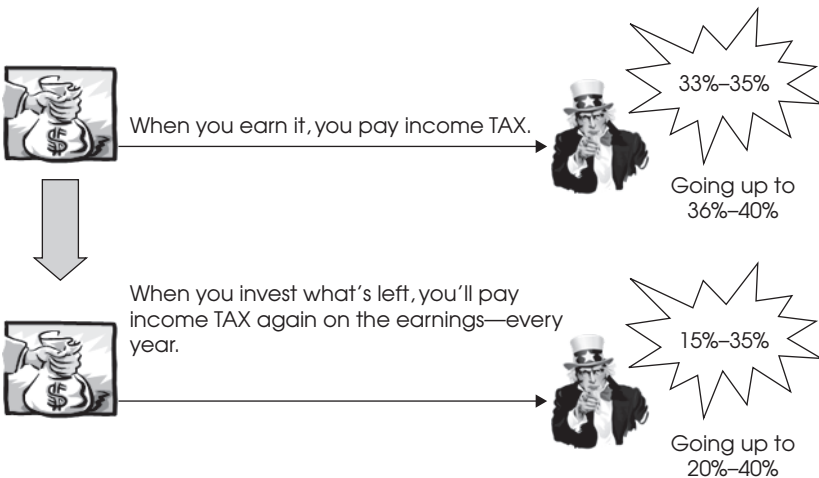 33%–35%
When you earn it, you pay income TAX.
$
Going up to
36%–40%
When you invest what's left, you'll pay
income TAX again on the earnings—every
year.
15%–35%
$
Going up to
20%–40%